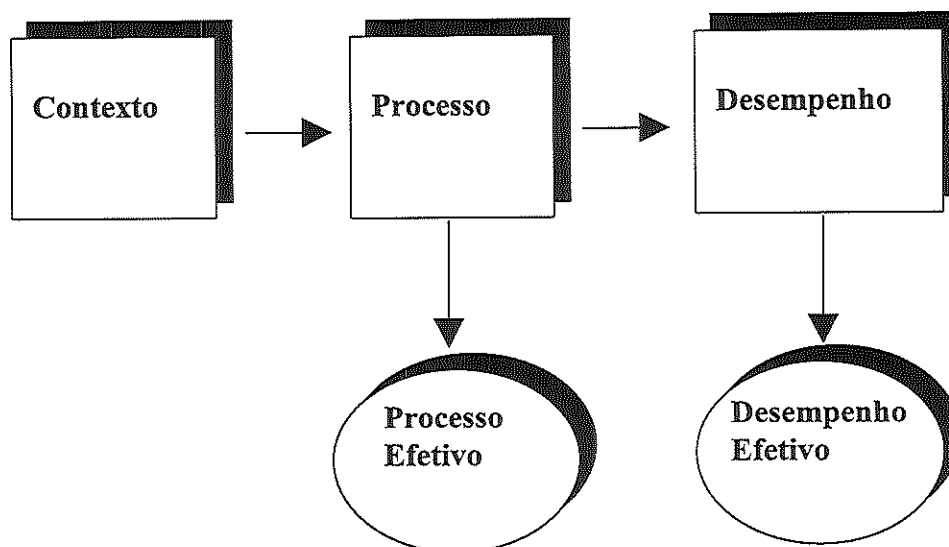 Contexto
Processo
Desempenho
Processo
Efetivo
Desempenho
Efetivo